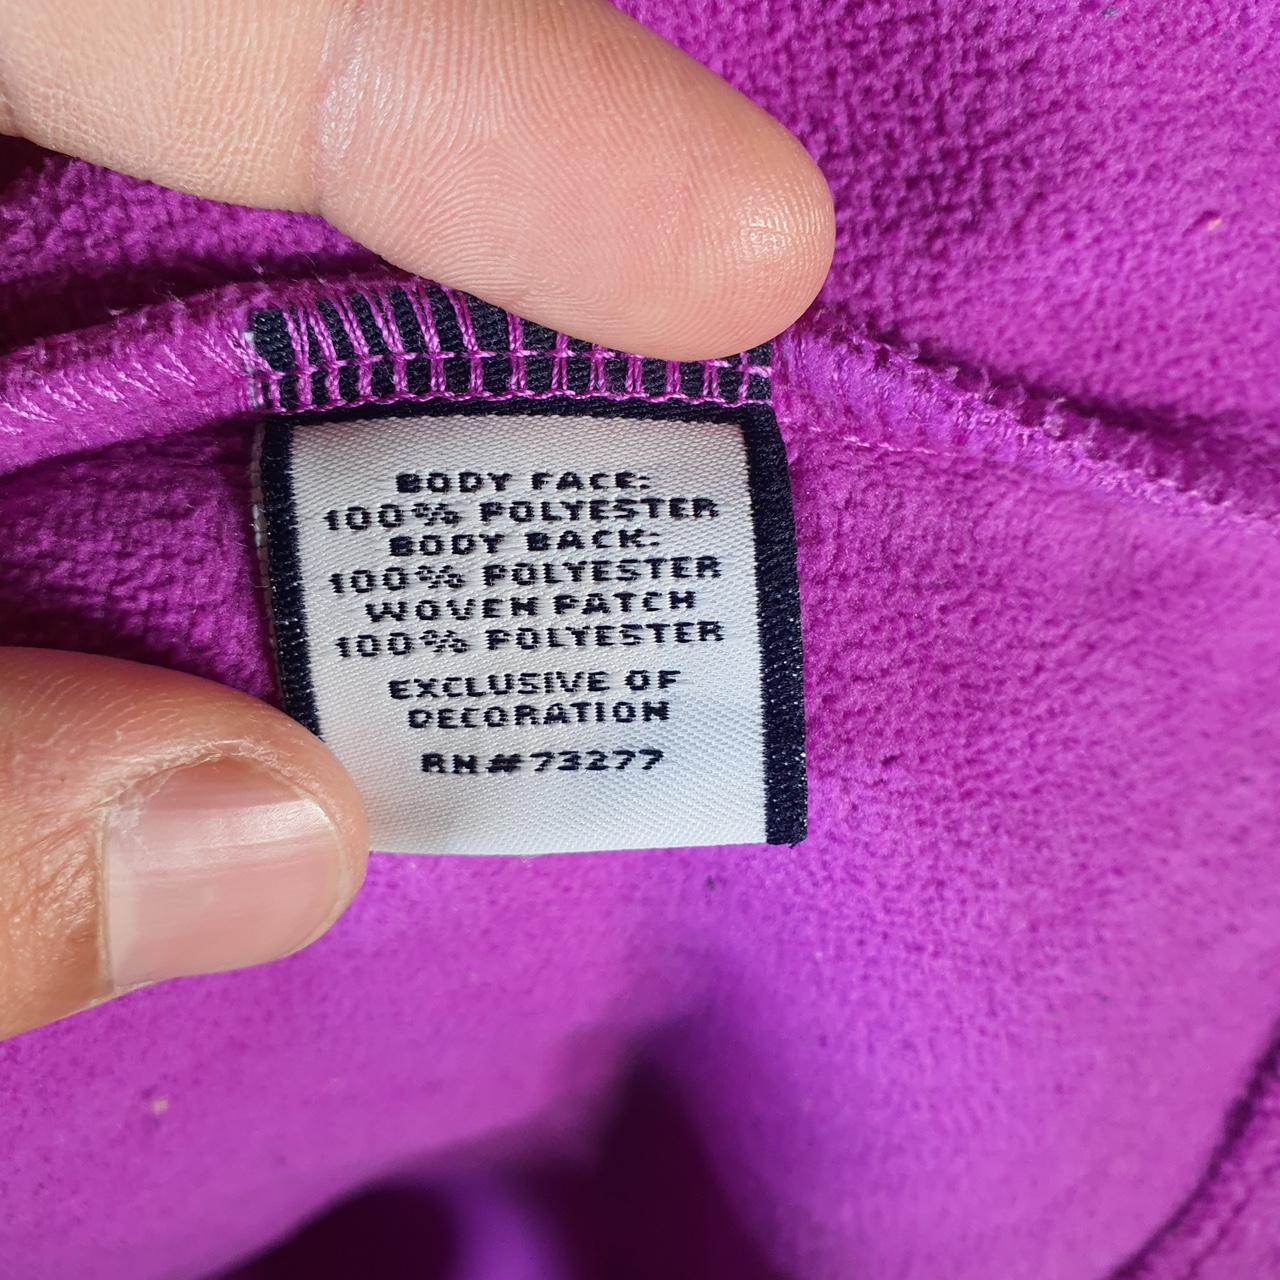 BODY FACE:
100% POLYESTER
BODY BACK:
100% POLYESTER
WOVEN PATCH
100% POLYESTER
EXCLUSIVE OF
DECORATION
RN#73277